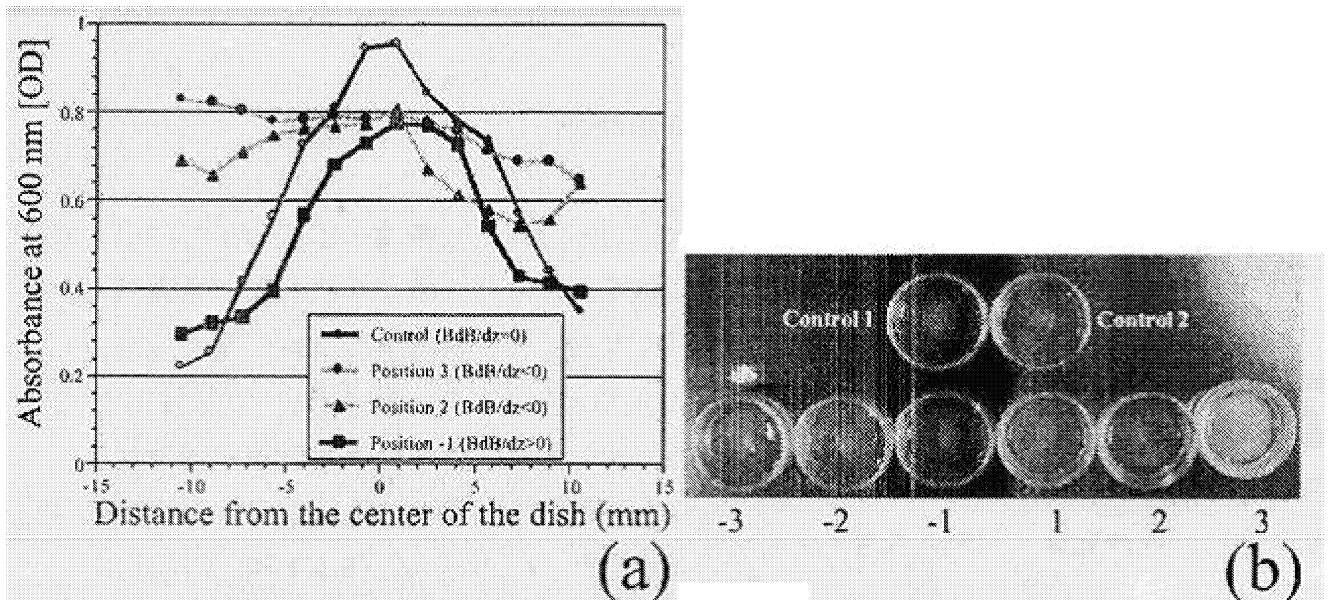 Absorbance at 600 nm [OD]
1
0.8
0.6
0.4
0.2
0
-15
-10
-5
0
5
10
15
Distance from the center of the dish (mm)
Control (BdB/dz=0)
Position 3 (BdB/dz<0)
Position 2 (BdB/dz<0)
Position -1 (BdB/dz>0)
(a)
Control 1
Control 2
-3
-2
-1
1
2
3
(b)